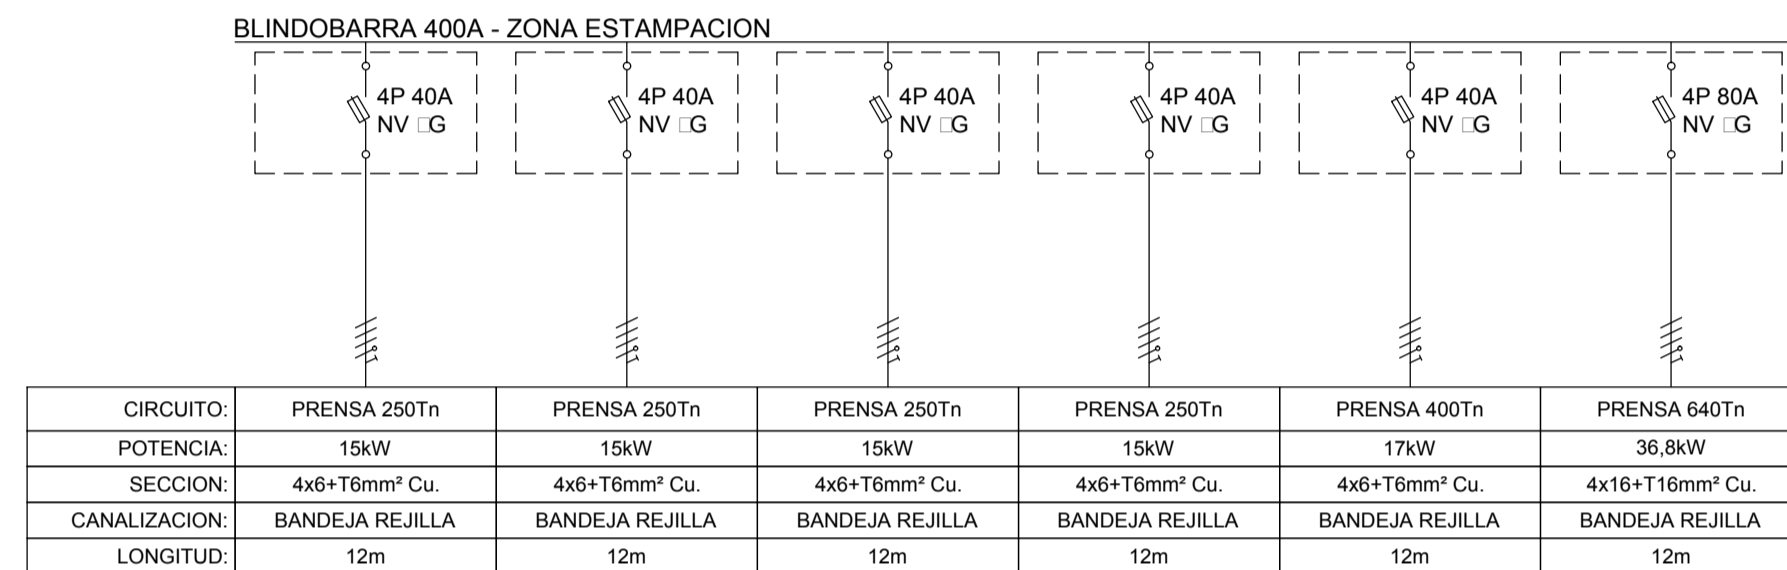 BLINDOBARRA 400A - ZONA ESTAMPACION
4P 40A 4P 40A 4P 40A 4P 40A 4P 40A 4P 80A
NV □G NV □G NV □G NV □G NV □G NV □G
CIRCUITO: PRENSA 250Tn PRENSA 250Tn PRENSA 250Tn PRENSA 250Tn PRENSA 400Tn PRENSA 640Tn
POTENCIA: 15kW 15kW 15kW 15kW 17kW 36,8kW
SECCION: 4x6+T6mm² Cu. 4x6+T6mm² Cu. 4x6+T6mm² Cu. 4x6+T6mm² Cu. 4x6+T6mm² Cu. 4x16+T16mm² Cu.
CANALIZACION: BANDEJA REJILLA BANDEJA REJILLA BANDEJA REJILLA BANDEJA REJILLA BANDEJA REJILLA BANDEJA REJILLA
LONGITUD: 12m 12m 12m 12m 12m 12m